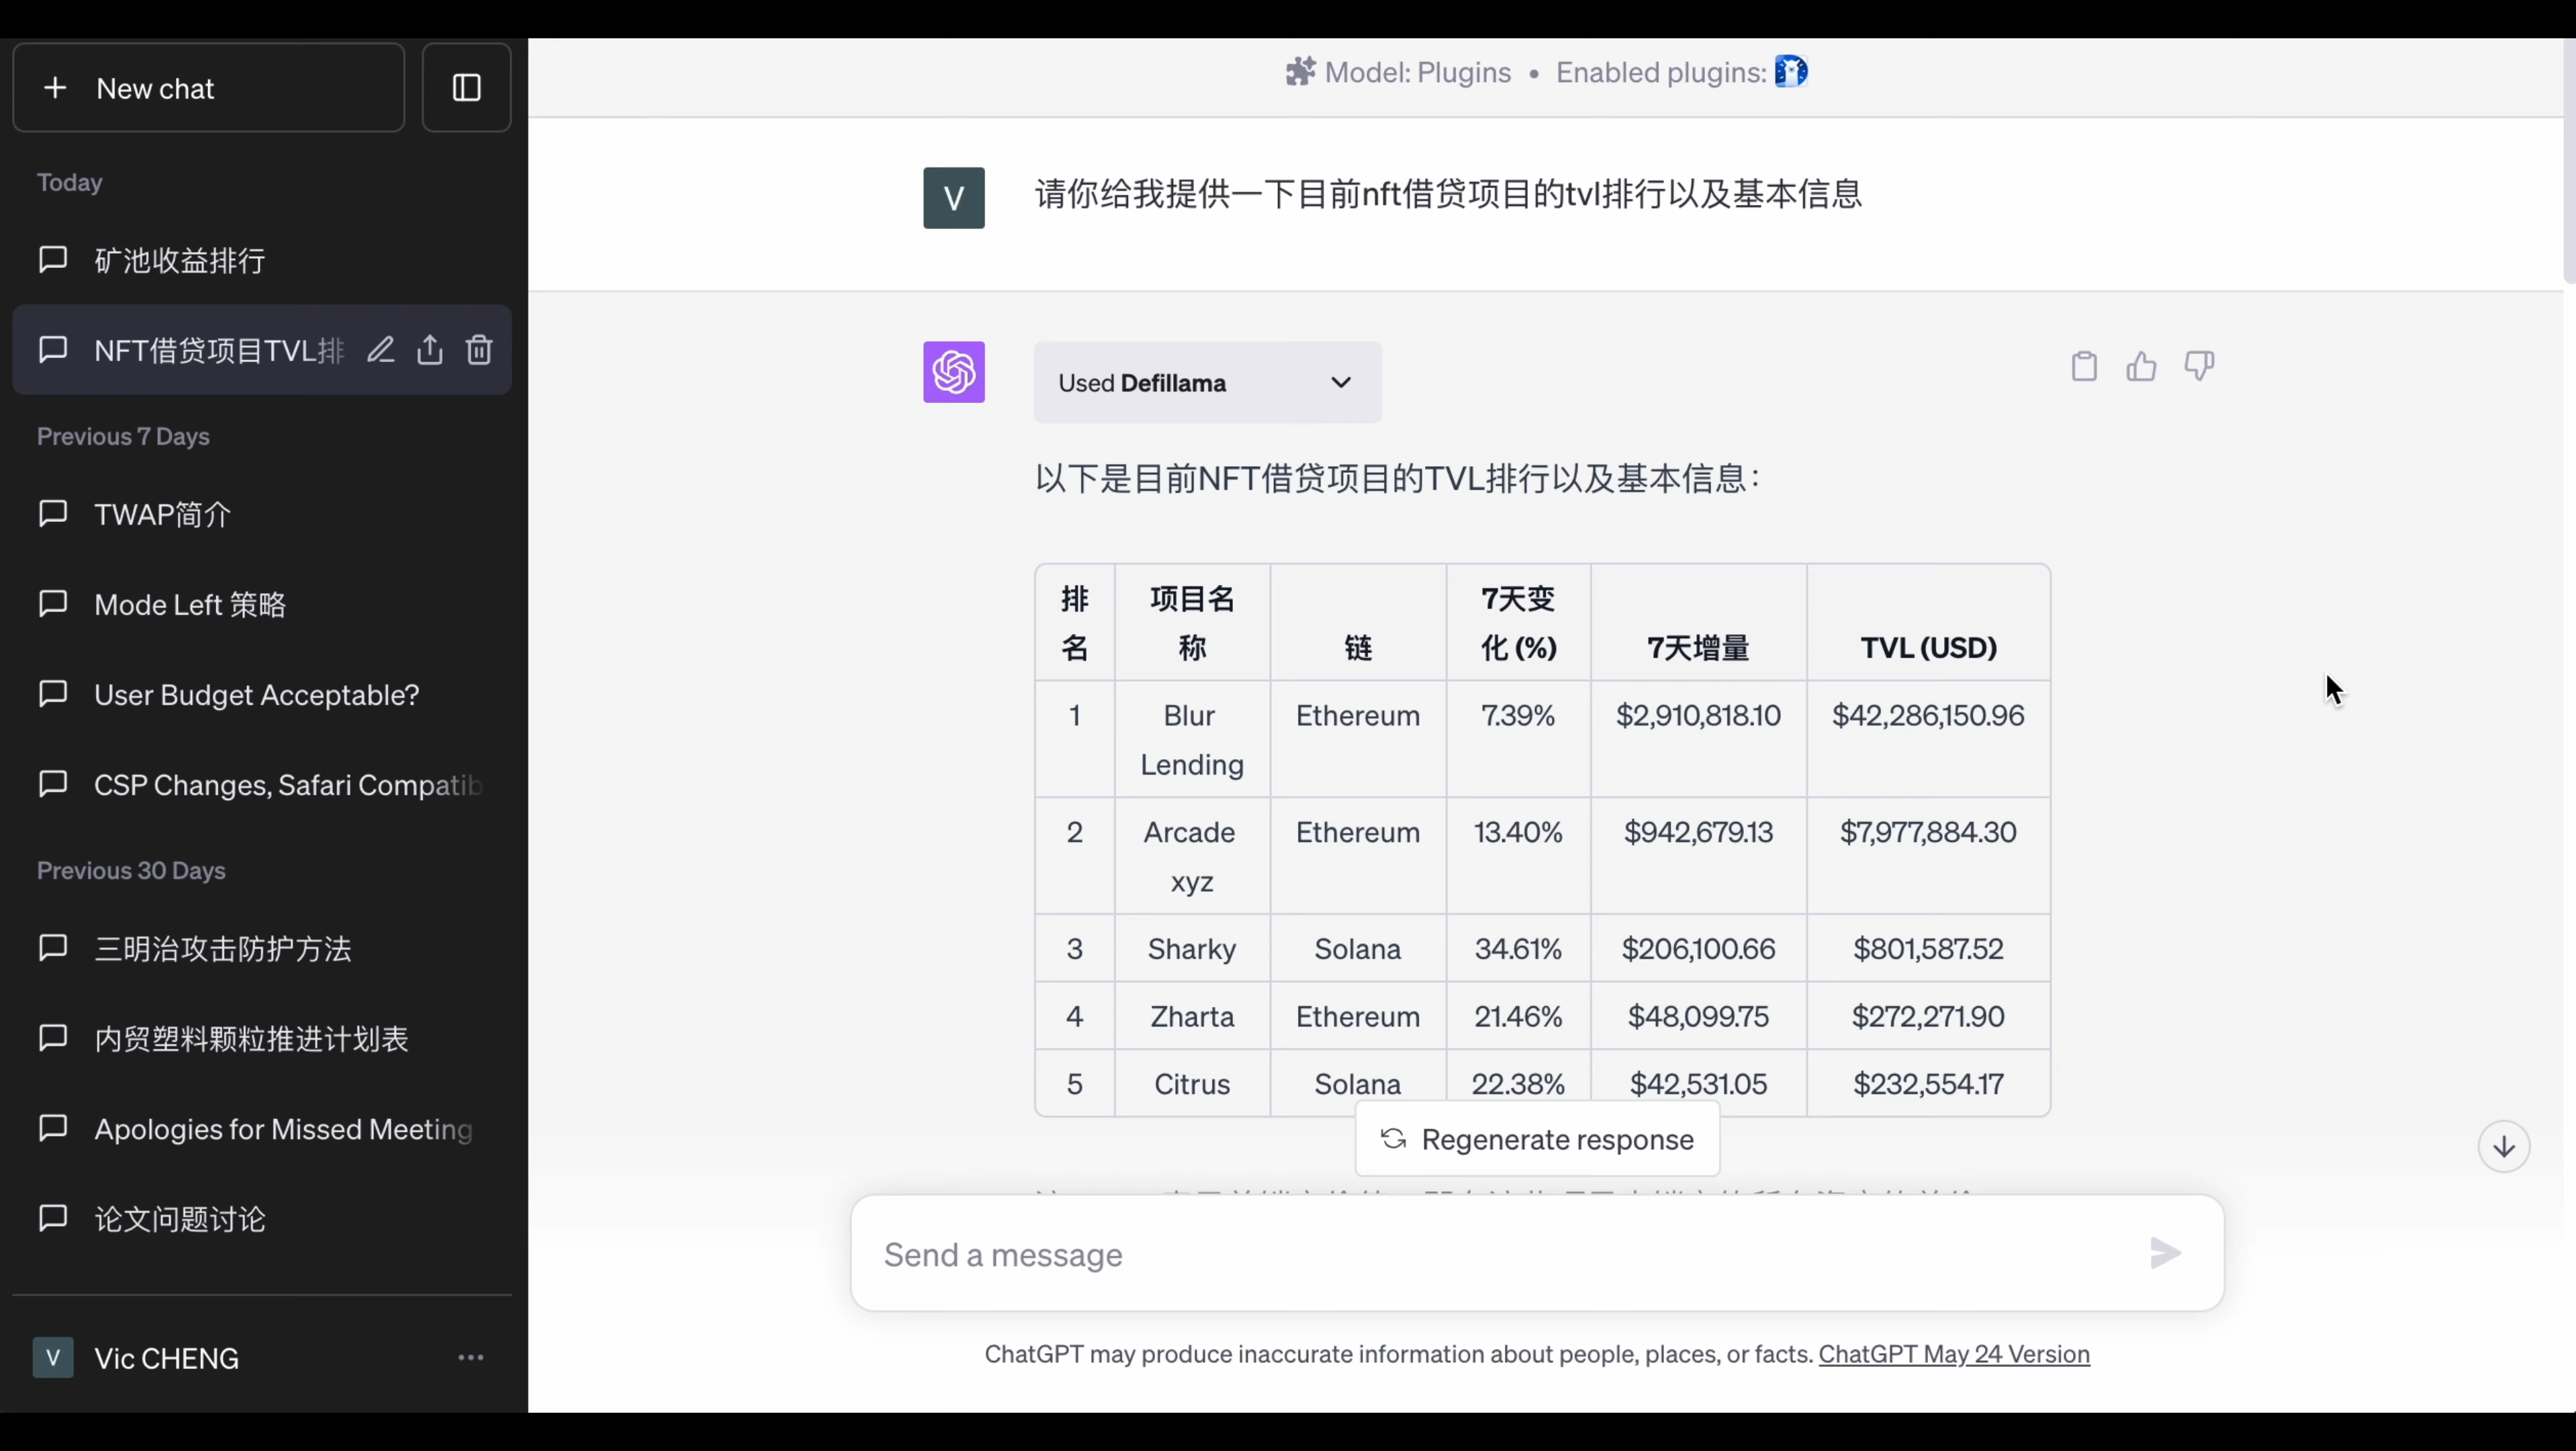 New chat
Today
矿池收益排行
NFT借贷项目TVL排
Previous 7 Days
TWAP简介
Mode Left 策略
User Budget Acceptable?
CSP Changes, Safari Compatib
Previous 30 Days
三明治攻击防护方法
内贸塑料颗粒推进计划表
Apologies for Missed Meeting
论文问题讨论
V Vic CHENG
Model: Plugins • Enabled plugins:
V 请你给我提供一下目前nft借贷项目的tvl排行以及基本信息
Used Defillama
以下是目前NFT借贷项目的TVL排行以及基本信息：
排名 项目名称 链 7天变化 (%) 7天增量 TVL (USD)
1 Blur Lending Ethereum 7.39% $2,910,818.10 $42,286,150.96
2 Arcade xyz Ethereum 13.40% $942,679.13 $7,977,884.30
3 Sharky Solana 34.61% $206,100.66 $801,587.52
4 Zharta Ethereum 21.46% $48,099.75 $272,271.90
5 Citrus Solana 22.38% $42,531.05 $232,554.17
Regenerate response
Send a message
ChatGPT may produce inaccurate information about people, places, or facts. ChatGPT May 24 Version